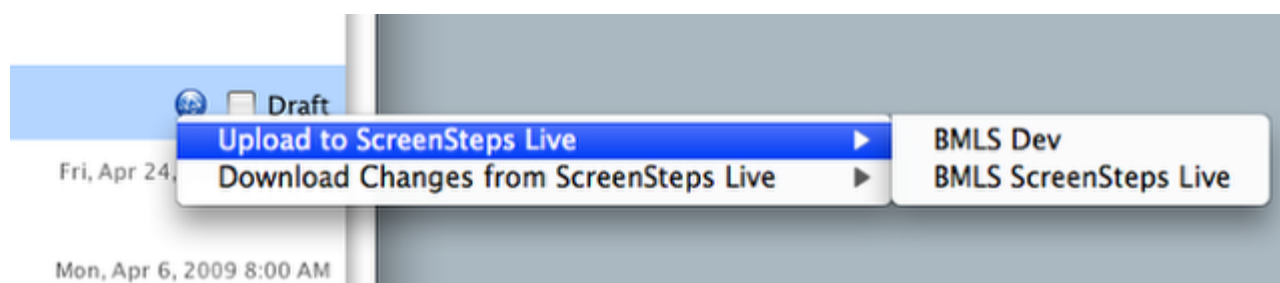 Draft
Upload to ScreenSteps Live
BMLS Dev
Fri, Apr 24,
Download Changes from ScreenSteps Live
BMLS ScreenSteps Live
Mon, Apr 6, 2009 8:00 AM